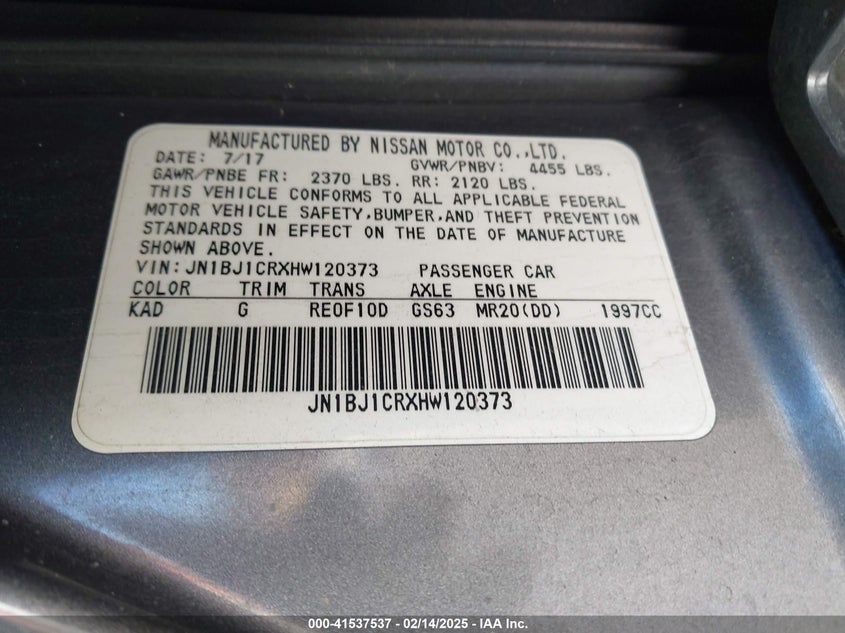 MANUFACTURED BY NISSAN MOTOR CO.,LTD.
DATE: 7/17 GVWR/PNBV: 4455 LBS.
GAWR/PNBE FR: 2370 LBS. RR: 2120 LBS.
THIS VEHICLE CONFORMS TO ALL APPLICABLE FEDERAL
MOTOR VEHICLE SAFETY,BUMPER,AND THEFT PREVENTION
STANDARDS IN EFFECT ON THE DATE OF MANUFACTURE
SHOWN ABOVE.
VIN:JN1BJ1CRXHW120373 PASSENGER CAR
COLOR TRIM TRANS AXLE ENGINE
KAD G RE0F10D GS63 MR20(DD) 1997CC
JN1BJ1CRXHW120373
000-41537537 - 02/14/2025 - IAA Inc.